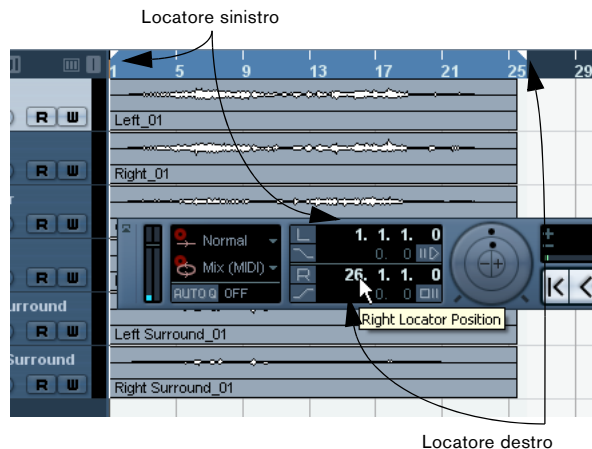 Locatore sinistro
1 5 9 13 17 21 25 29
Left_01
R W
Right_01
R W
R W
Normal
L 1. 1. 1. 0
0. 0
Mix (MIDI)
R 26. 1. 1. 0
R W
AUTO Q OFF
0. 0
Right Locator Position
urround
R W
Left Surround_01
Surround
R W
Right Surround_01
Locatore destro